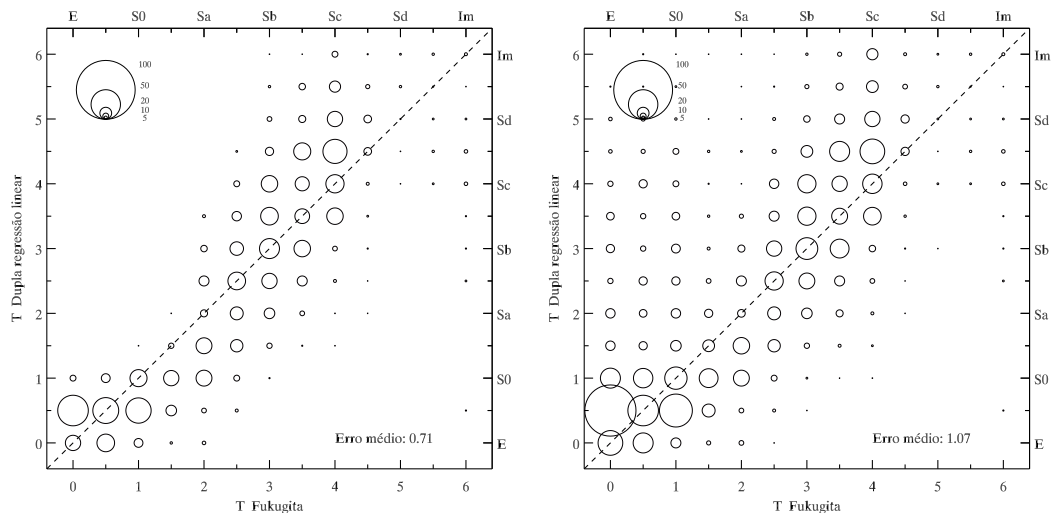 E S0 Sa Sb Sc Sd Im
6 Im
100
50
20
10
5
5 Sd
4 Sc
T Dupla regressão linear
3 Sb
2 Sa
1 S0
0 E
Erro médio: 0.71
0 1 2 3 4 5 6
T Fukugita
E S0 Sa Sb Sc Sd Im
6 Im
100
50
20
10
5
5 Sd
4 Sc
T Dupla regressão linear
3 Sb
2 Sa
1 S0
0 E
Erro médio: 1.07
0 1 2 3 4 5 6
T Fukugita